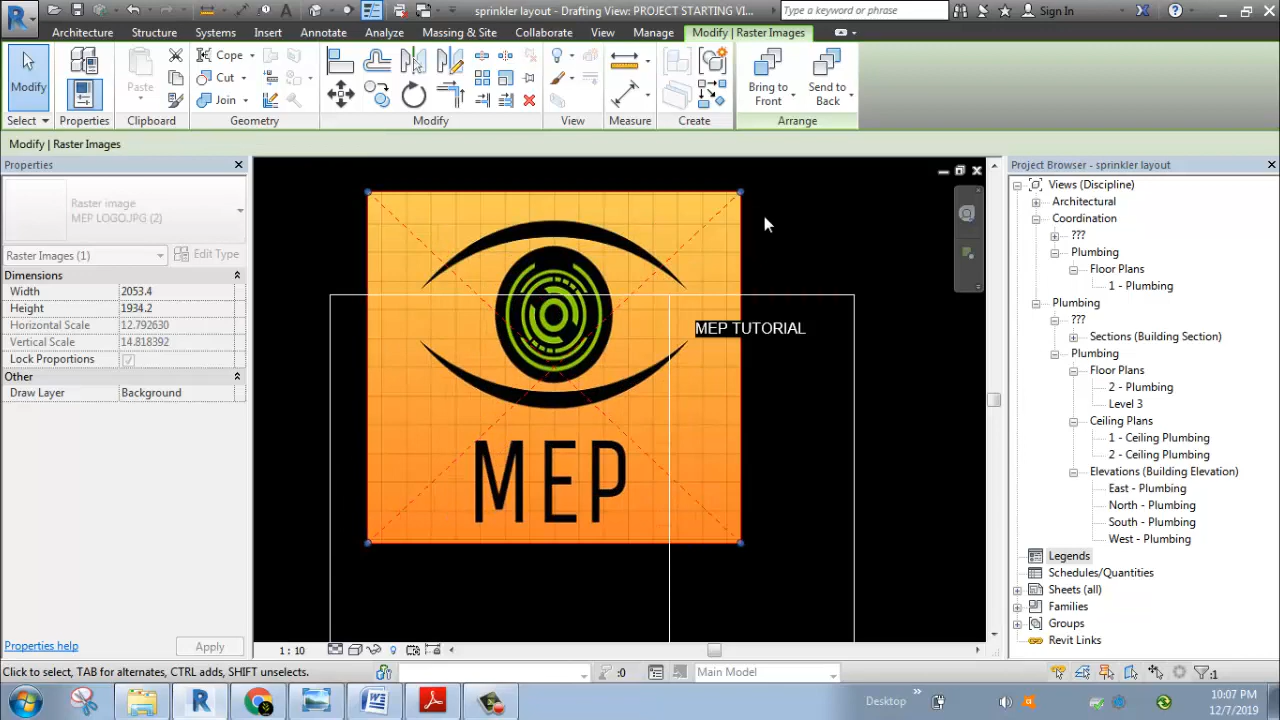 sprinkler layout - Drafting View: PROJECT STARTING VI...
Type a keyword or phrase
Sign In
Architecture Structure Systems Insert Annotate Analyze Massing & Site Collaborate View Manage Modify | Raster Images
Modify
Properties
Paste
Cope
Cut
Join
Bring to Front
Send to Back
Select Properties Clipboard Geometry Modify View Measure Create Arrange
Modify | Raster Images
Properties
Raster image
MEP LOGO.JPG (2)
Raster Images (1)
Edit Type
Dimensions
Width 2053.4
Height 1934.2
Horizontal Scale 12.792630
Vertical Scale 14.818392
Lock Proportions
Other
Draw Layer Background
Properties help
Apply
MEP TUTORIAL
MEP
1 : 10
Project Browser - sprinkler layout
Views (Discipline)
Architectural
Coordination
???
Plumbing
Floor Plans
1 - Plumbing
Plumbing
???
Sections (Building Section)
Plumbing
Floor Plans
2 - Plumbing
Level 3
Ceiling Plans
1 - Ceiling Plumbing
2 - Ceiling Plumbing
Elevations (Building Elevation)
East - Plumbing
North - Plumbing
South - Plumbing
West - Plumbing
Legends
Schedules/Quantities
Sheets (all)
Families
Groups
Revit Links
Click to select, TAB for alternates, CTRL adds, SHIFT unselects.
:0
Main Model
:1
Desktop
10:07 PM
12/7/2019